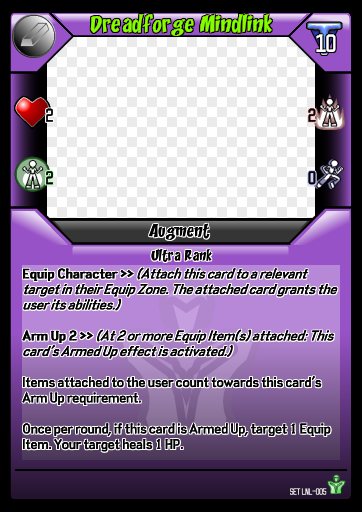 Dreadforge Mindlink
10
2
2
2
0
Augment
Ultra Rank
Equip Character >> (Attach this card to a relevant
target in their Equip Zone. The attached card grants the
user its abilities.)
Arm Up 2 >> (At 2 or more Equip Item(s) attached: This
card's Armed Up effect is activated.)
Items attached to the user count towards this card's
Arm Up requirement.
Once per round, if this card is Armed Up, target 1 Equip
Item. Your target heals 1 HP.
SET LNL-005